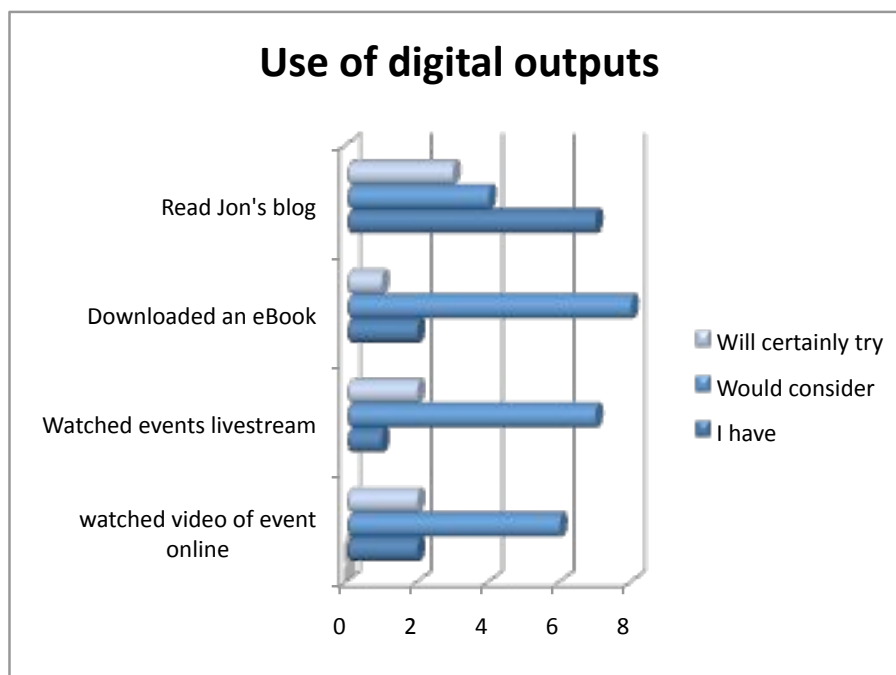 Use of digital outputs
Read Jon's blog
Downloaded an eBook
Watched events livestream
watched video of event
online
Will certainly try
Would consider
I have
0 2 4 6 8